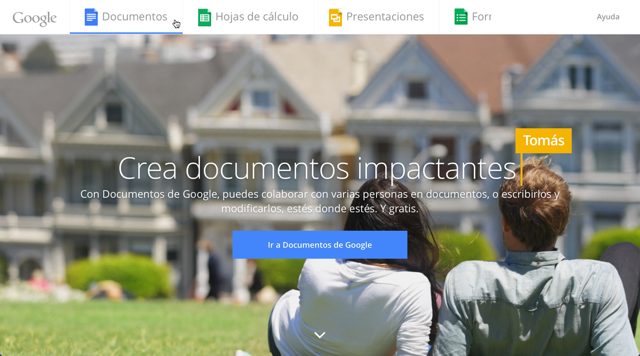 Google
Documentos
Hojas de cálculo
Presentaciones
Forr
Ayuda
Tomás
Crea documentos impactantes
Con Documentos de Google, puedes colaborar con varias personas en documentos, o escribirlos y
modificarlos, estés donde estés. Y gratis.
Ir a Documentos de Google